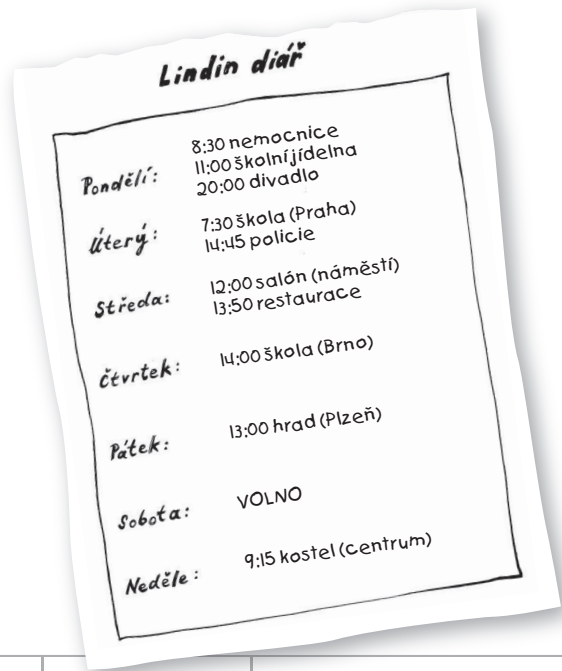 Lindin diář
Pondělí: 8:30 nemocnice
11:00 školní jídelna
20:00 divadlo
Úterý: 7:30 škola (Praha)
14:45 policie
Středa: 12:00 salón (náměstí)
13:50 restaurace
Čtvrtek: 14:00 škola (Brno)
Pátek: 13:00 hrad (Plzeň)
Sobota: VOLNO
Neděle: 9:15 kostel (centrum)